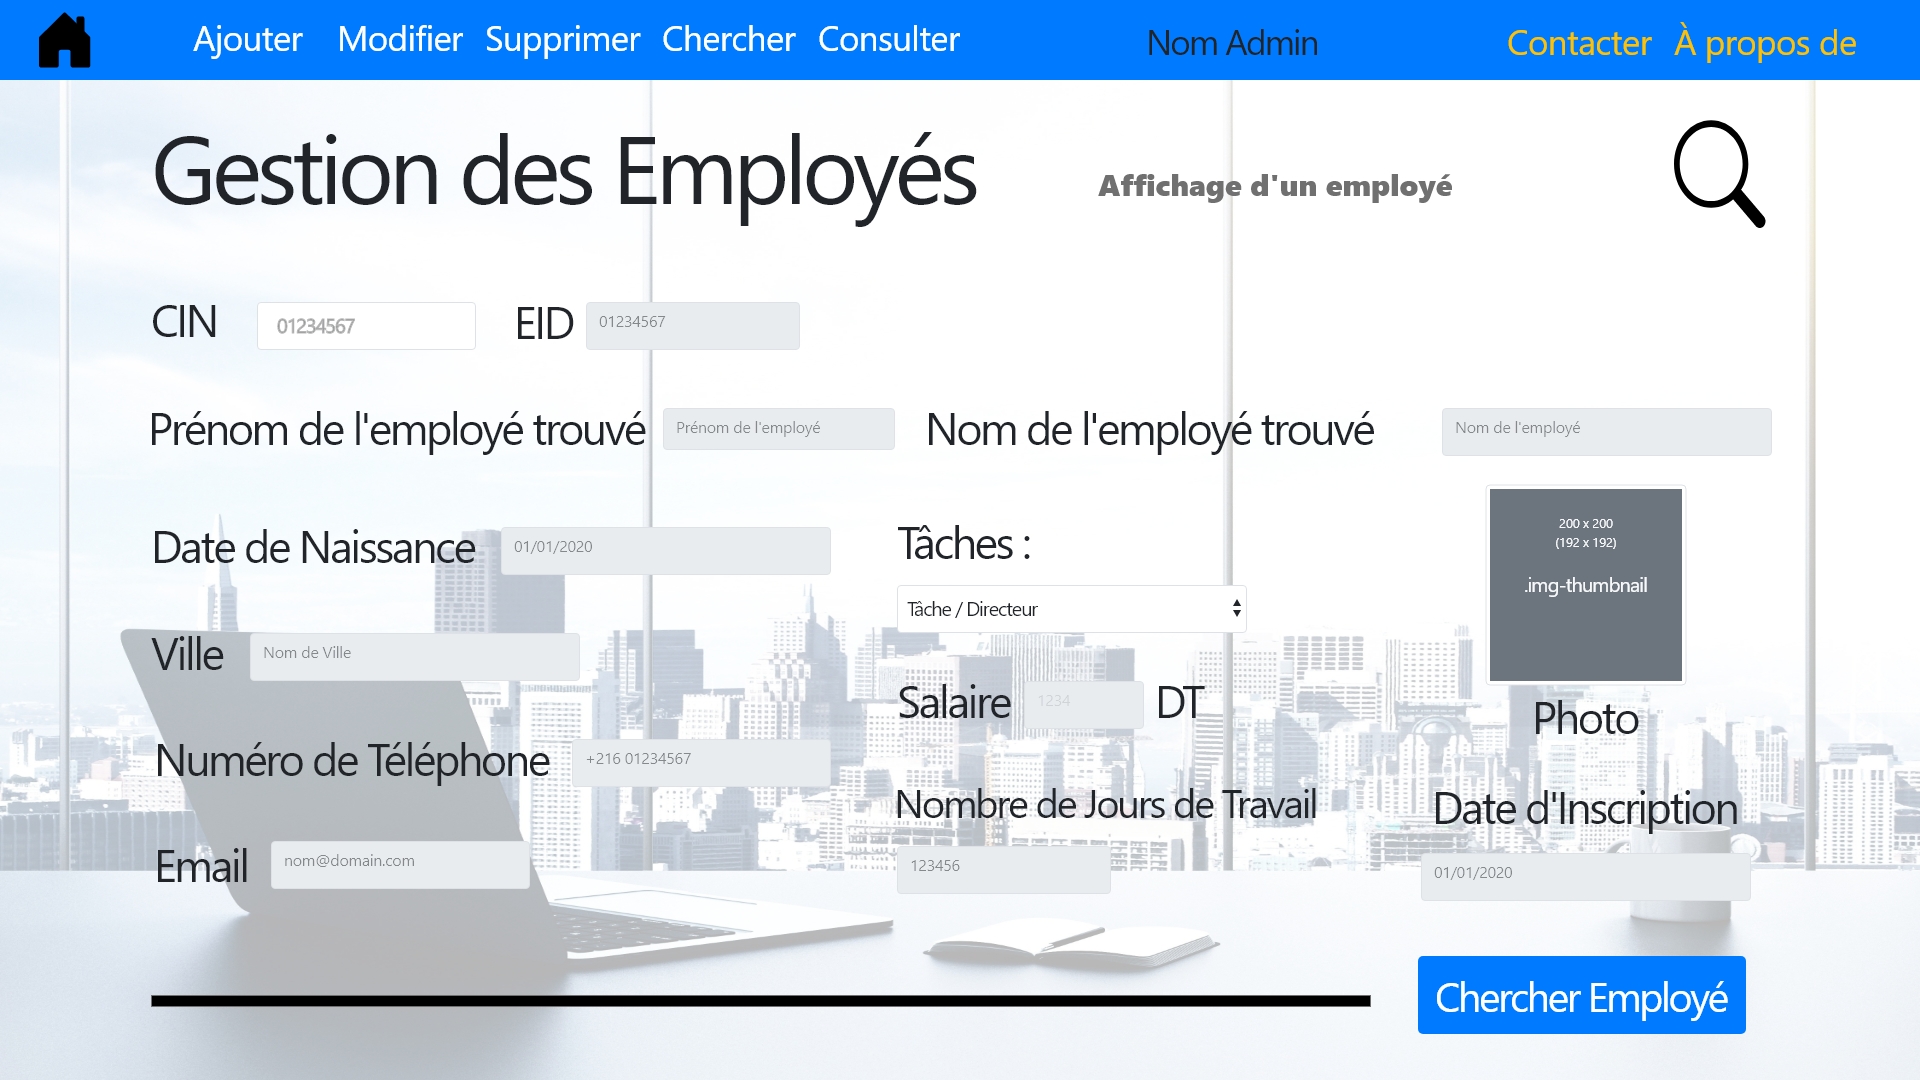 Ajouter Modifier Supprimer Chercher Consulter Nom Admin Contacter À propos de
Gestion des Employés
Affichage d'un employé
CIN 01234567 EID 01234567
Prénom de l'employé trouvé Prénom de l'employé Nom de l'employé trouvé Nom de l'employé
Date de Naissance 01/01/2020
Tâches :
Tâche / Directeur
200 x 200
(192 x 192)
.img-thumbnail
Photo
Ville Nom de Ville
Salaire 1234 DT
Numéro de Téléphone +216 01234567
Nombre de Jours de Travail
123456
Date d'Inscription
01/01/2020
Email nom@domain.com
Chercher Employé